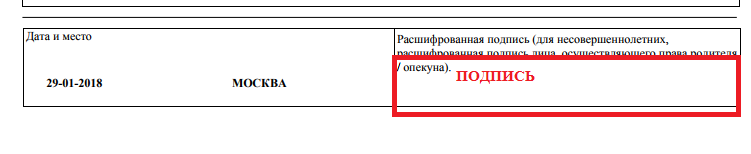 Дата и место
Расшифрованная подпись (для несовершеннолетних,
расшифрованная подпись лица, осуществляющего права родителя
/ опекуна).
ПОДПИСЬ
29-01-2018 МОСКВА